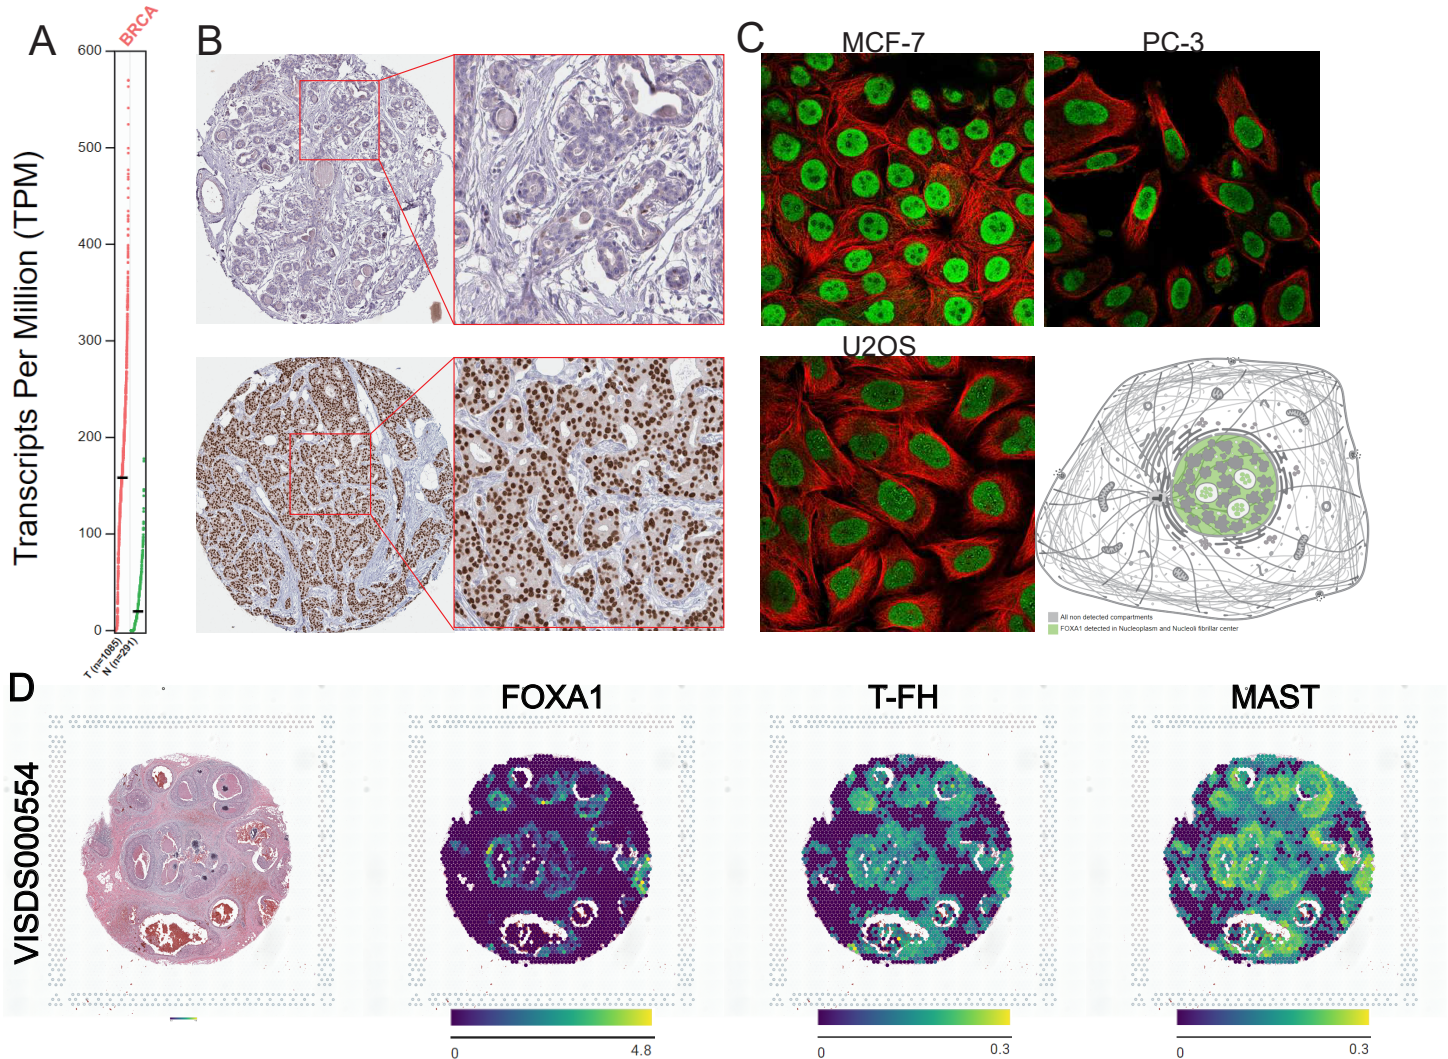 A
BRCA
Transcripts Per Million (TPM)
600
500
400
300
200
100
0
T (n=1085)
N (n=291)
B
C
MCF-7
PC-3
U2OS
All non detected compartments
FOXA1 detected in Nucleoplasm and Nucleoli fibrillar center
D
FOXA1
T-FH
MAST
VISDS000554
0
4.8
0
0.3
0
0.3